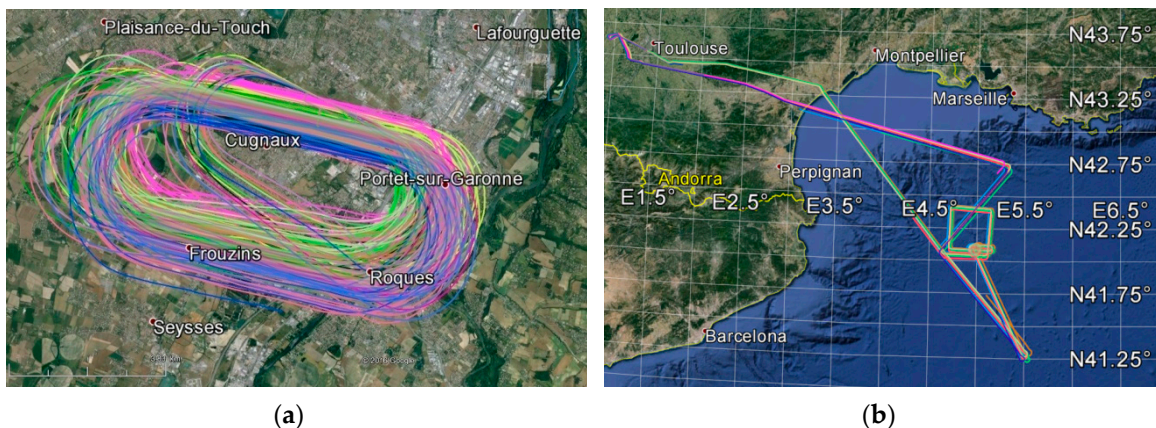 Plaisance-du-Touch
Lafourguette
Cugnaux
Portet-sur-Garonne
Frouzins
Roques
Seysses
Google
(a)
N43.75°
Toulouse
Montpellier
Marseille
N43.25°
N42.75°
Perpignan
Andorra
E1.5°
E2.5°
E3.5°
E4.5°
E5.5°
E6.5°
N42.25°
N41.75°
Barcelona
N41.25°
(b)